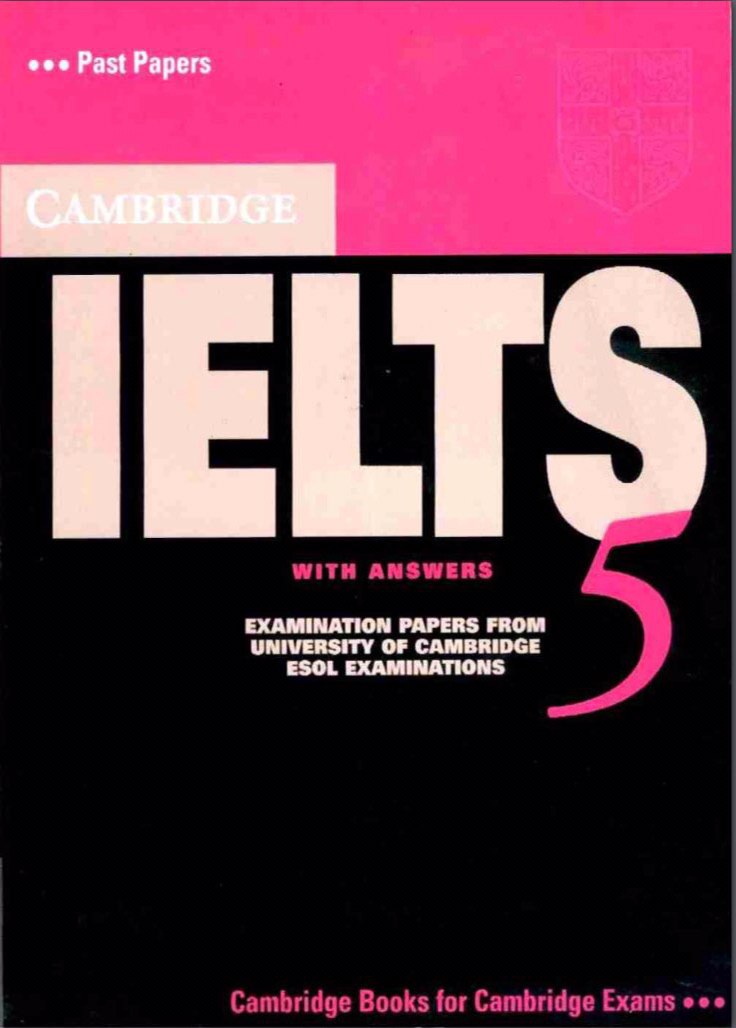 ••• Past Papers
CAMBRIDGE
IELTS
5
WITH ANSWERS
EXAMINATION PAPERS FROM
UNIVERSITY OF CAMBRIDGE
ESOL EXAMINATIONS
Cambridge Books for Cambridge Exams •••